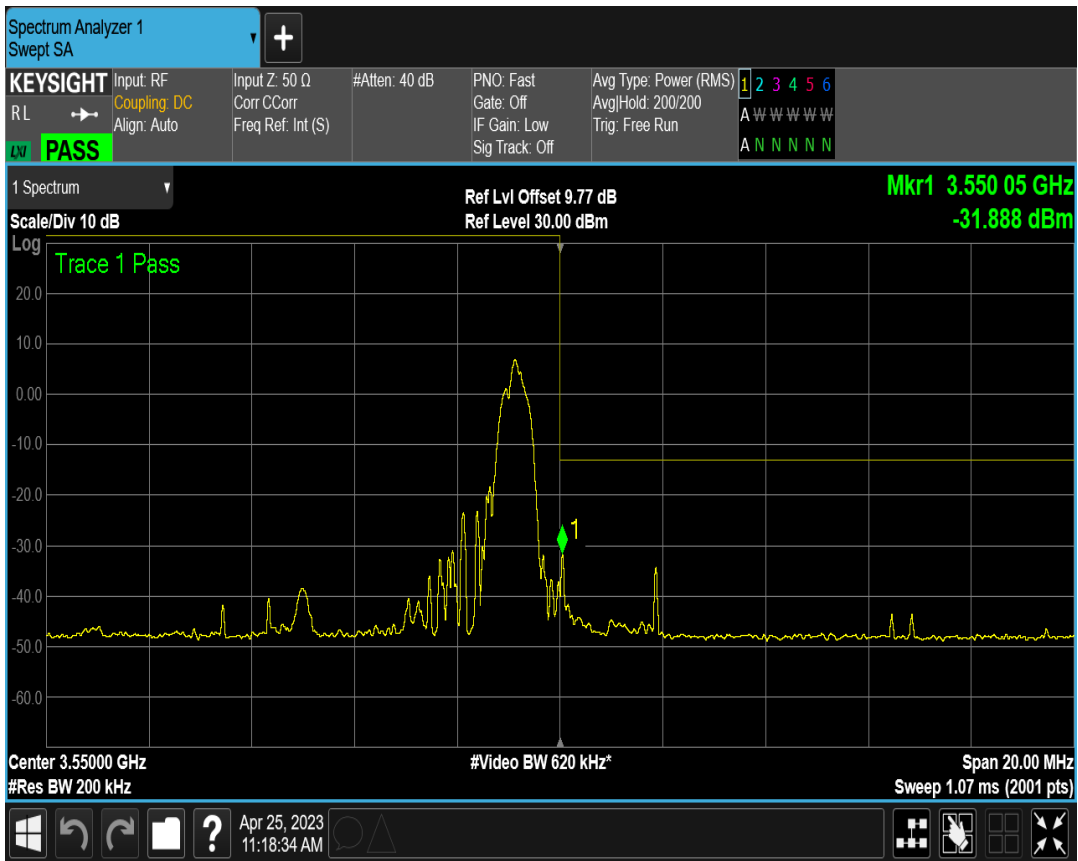 Spectrum Analyzer 1
Swept SA
+
KEYSIGHT
R L
LXI
PASS
Input: RF
Coupling: DC
Align: Auto
Input Z: 50 Ω
Corr CCorr
Freq Ref: Int (S)
#Atten: 40 dB
PNO: Fast
Gate: Off
IF Gain: Low
Sig Track: Off
Avg Type: Power (RMS)
Avg|Hold: 200/200
Trig: Free Run
1 2 3 4 5 6
A W W W W W
A N N N N N
1 Spectrum
Scale/Div 10 dB
Ref Lvl Offset 9.77 dB
Ref Level 30.00 dBm
Mkr1 3.550 05 GHz
-31.888 dBm
Log
Trace 1 Pass
20.0
10.0
0.00
-10.0
-20.0
-30.0
-40.0
-50.0
-60.0
1
Center 3.55000 GHz
#Res BW 200 kHz
#Video BW 620 kHz*
Span 20.00 MHz
Sweep 1.07 ms (2001 pts)
?
Apr 25, 2023
11:18:34 AM